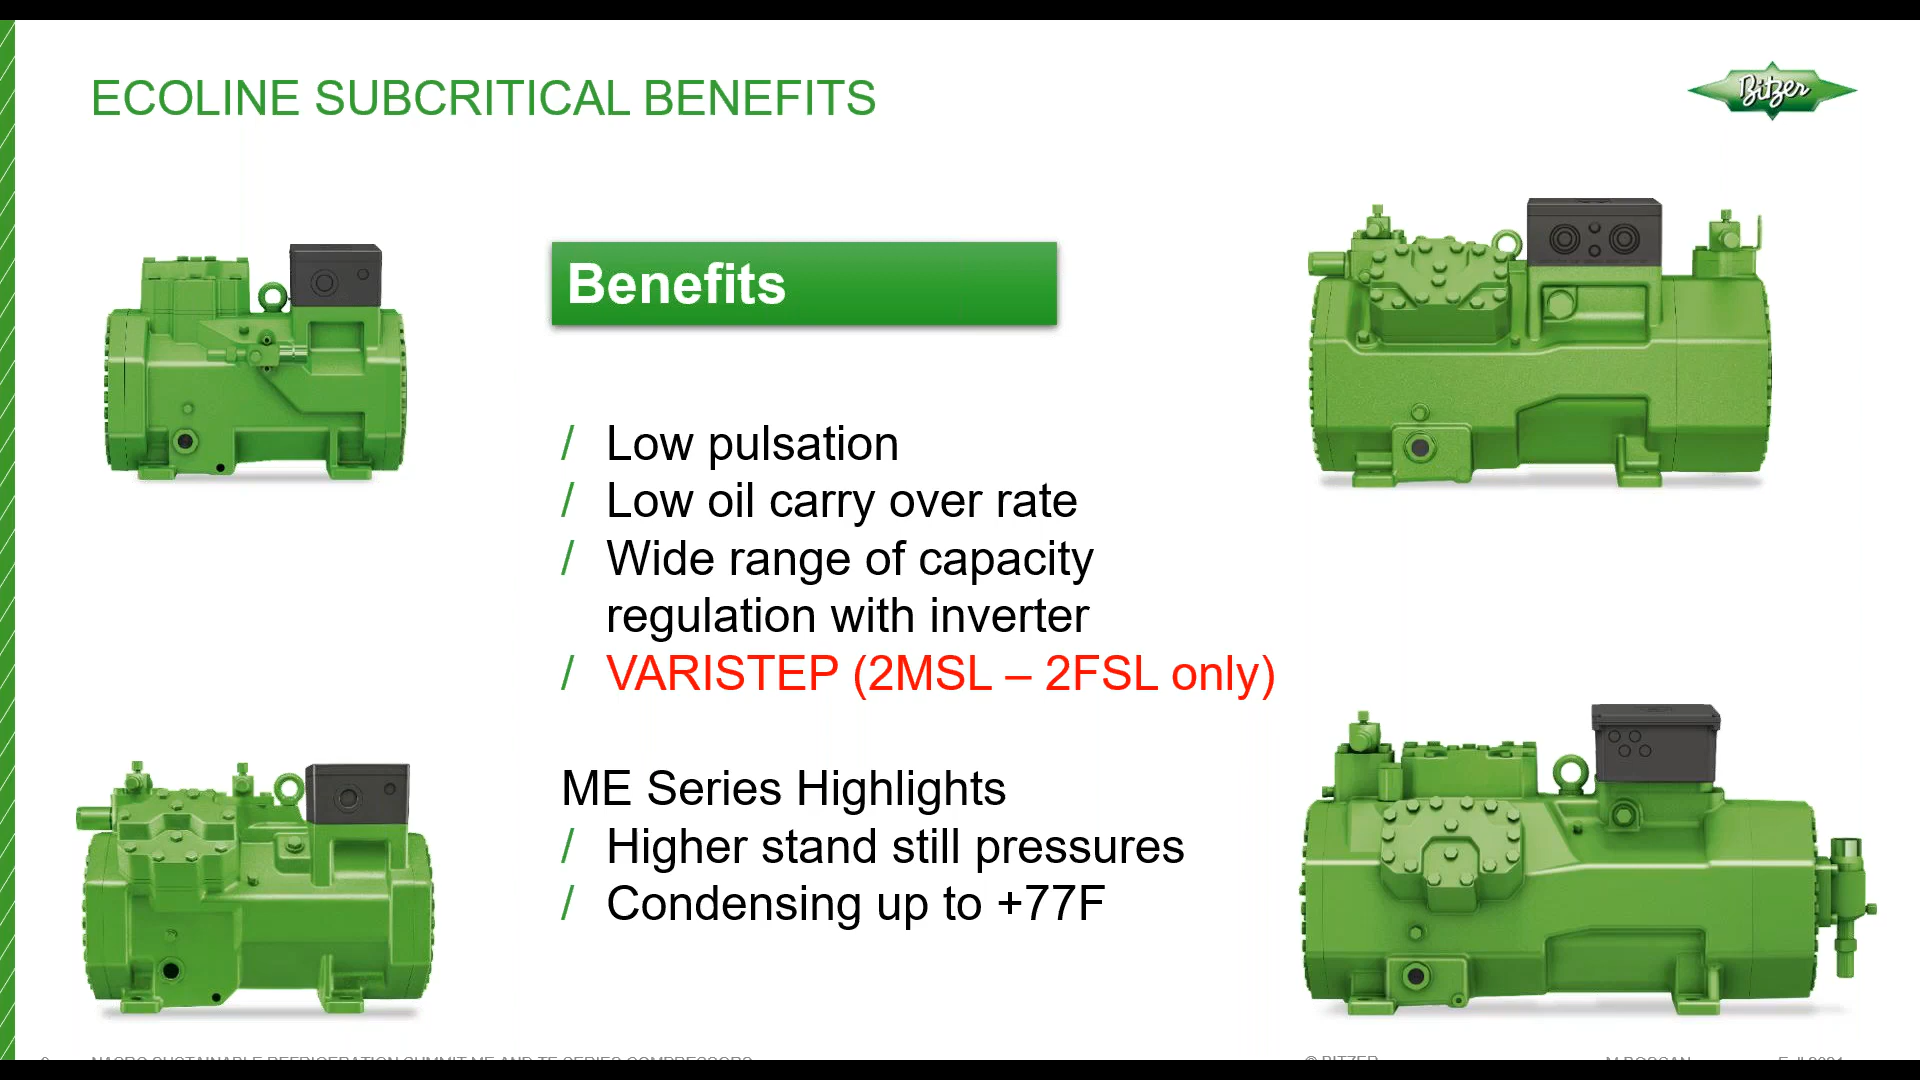 ECOLINE SUBCRITICAL BENEFITS
Bitzer
Benefits
/ Low pulsation
/ Low oil carry over rate
/ Wide range of capacity
regulation with inverter
/ VARISTEP (2MSL – 2FSL only)
ME Series Highlights
/ Higher stand still pressures
/ Condensing up to +77F